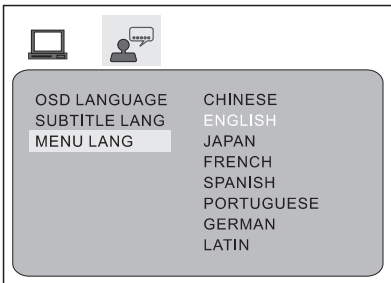 OSD LANGUAGE
SUBTITLE LANG
MENU LANG
CHINESE
ENGLISH
JAPAN
FRENCH
SPANISH
PORTUGUESE
GERMAN
LATIN